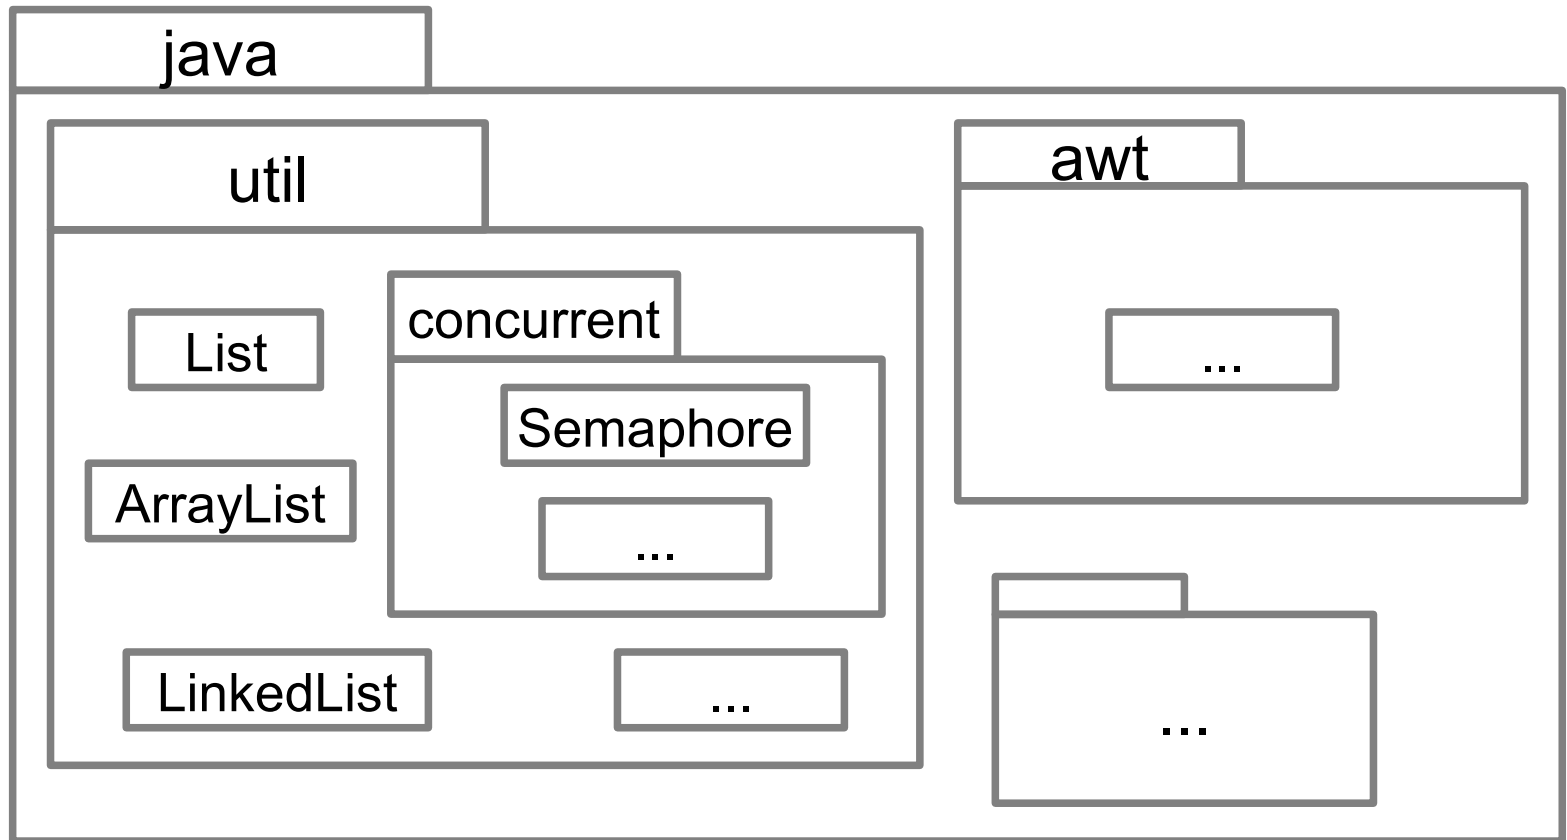 java
util
awt
concurrent
List
...
Semaphore
ArrayList
...
LinkedList
...
...